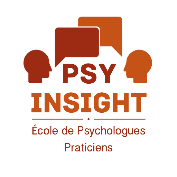 PSY
INSIGHT
École de Psychologues
Praticiens